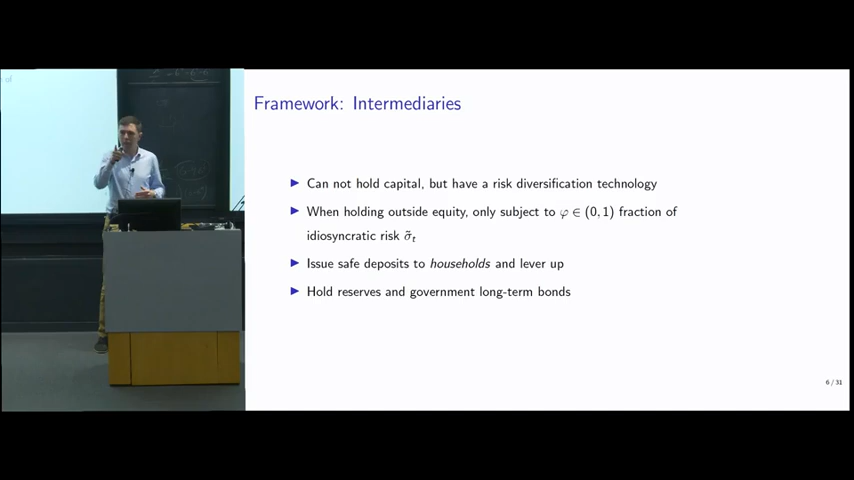 Framework: Intermediaries
▶ Can not hold capital, but have a risk diversification technology
▶ When holding outside equity, only subject to φ ∈ (0, 1) fraction of
idiosyncratic risk σ̃ₜ
▶ Issue safe deposits to households and lever up
▶ Hold reserves and government long-term bonds
6 / 31